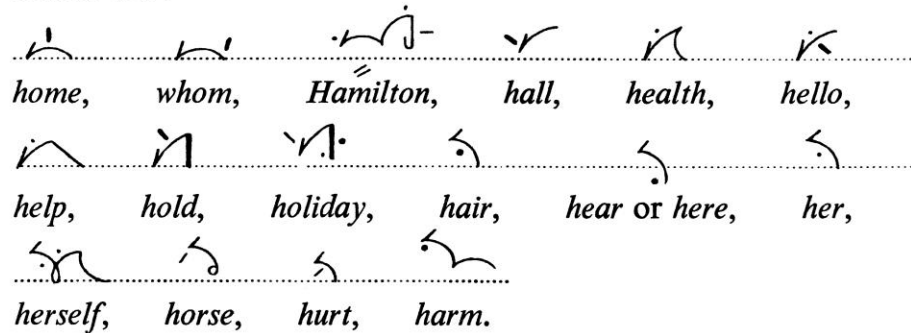 home, whom, Hamilton, hall, health, hello,
help, hold, holiday, hair, hear or here, her,
herself, horse, hurt, harm.